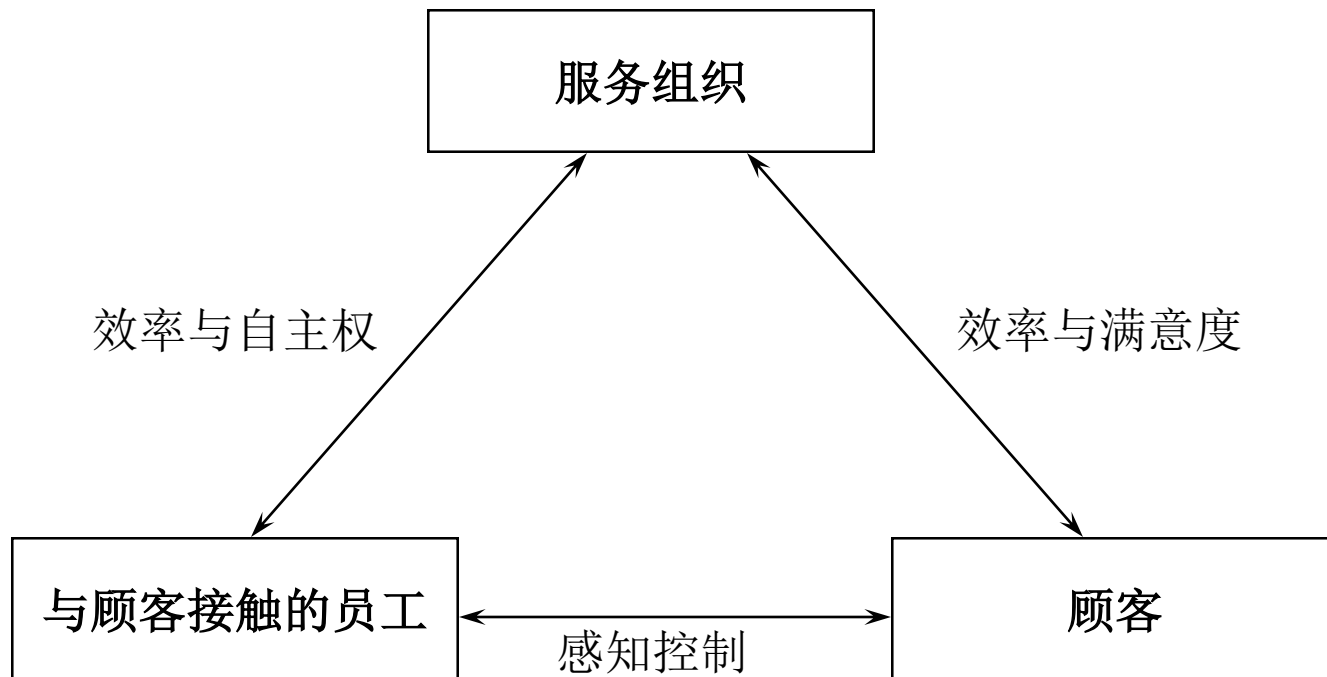 服务组织
效率与自主权
效率与满意度
与顾客接触的员工
顾客
感知控制